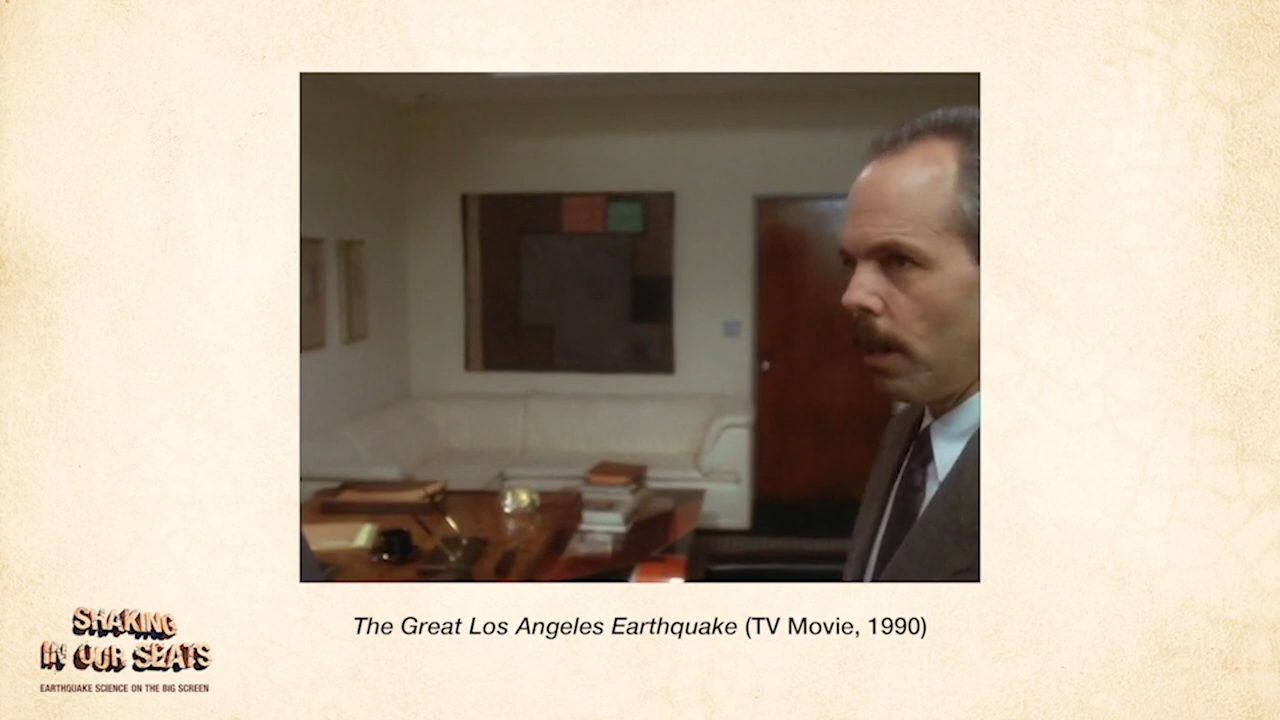 The Great Los Angeles Earthquake (TV Movie, 1990)
SHAKING
IN OUR SEATS
EARTHQUAKE SCIENCE ON THE BIG SCREEN